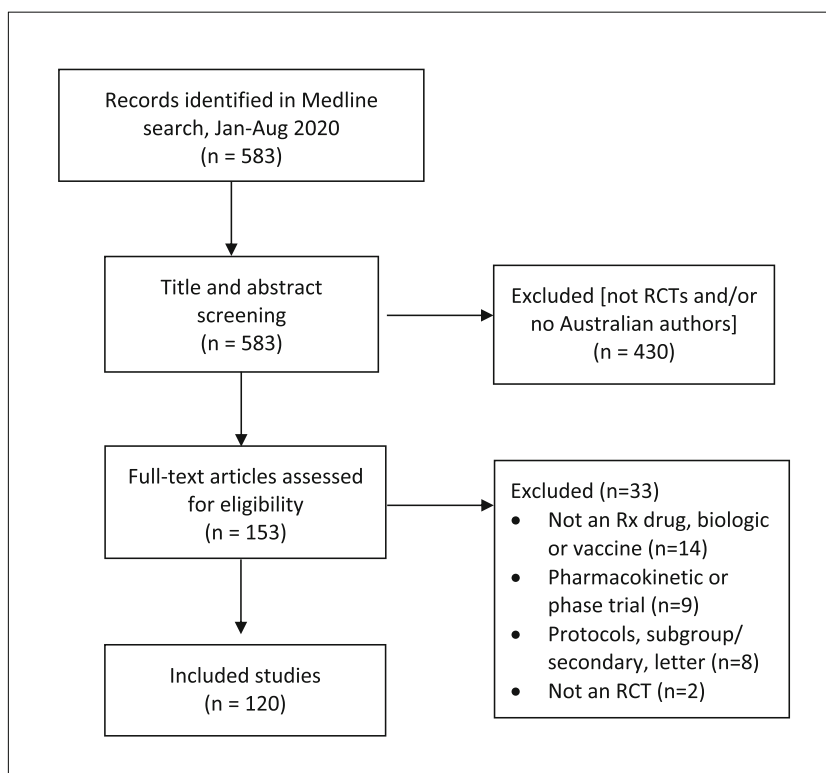 Records identified in Medline
search, Jan-Aug 2020
(n = 583)
Title and abstract
screening
(n = 583)
Excluded [not RCTs and/or
no Australian authors]
(n = 430)
Full-text articles assessed
for eligibility
(n = 153)
Excluded (n=33)
• Not an Rx drug, biologic
or vaccine (n=14)
• Pharmacokinetic or
phase trial (n=9)
• Protocols, subgroup/
secondary, letter (n=8)
• Not an RCT (n=2)
Included studies
(n = 120)